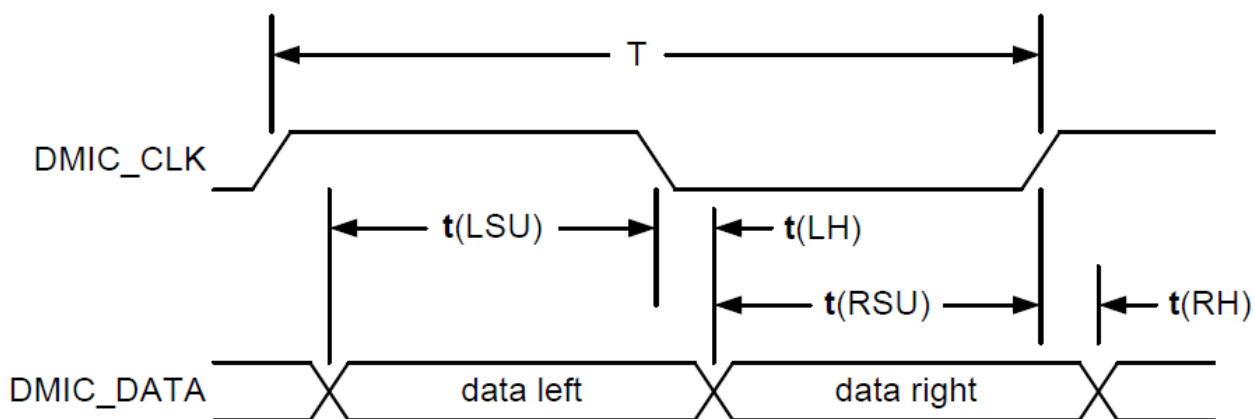 T
DMIC_CLK
t(LSU)
t(LH)
t(RSU)
t(RH)
DMIC_DATA
data left
data right